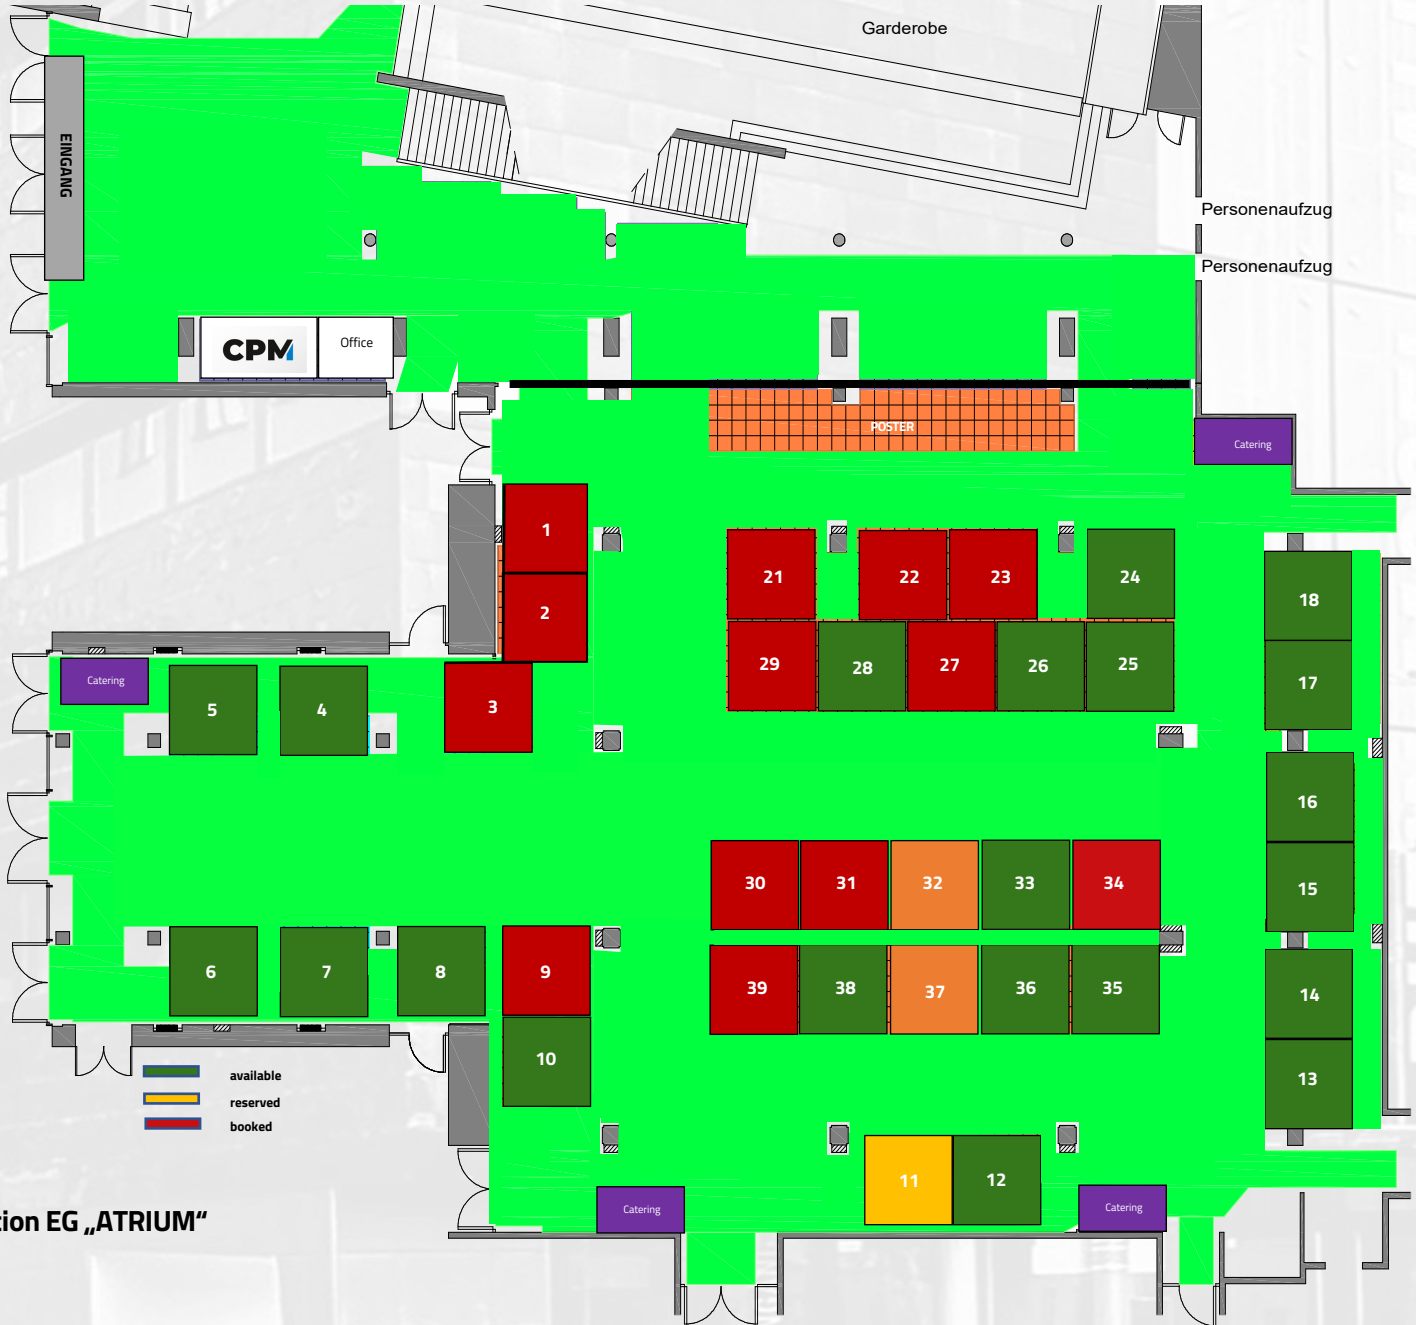 Garderobe
EINGANG
Personenaufzug
Personenaufzug
CPM
Office
POSTER
Catering
1
21
22
23
24
18
2
29
28
27
26
25
17
Catering
5
4
3
16
30
31
32
33
34
15
6
7
8
9
39
38
37
36
35
14
10
13
available
reserved
booked
11
12
Catering
Catering
tion EG „ATRIUM“